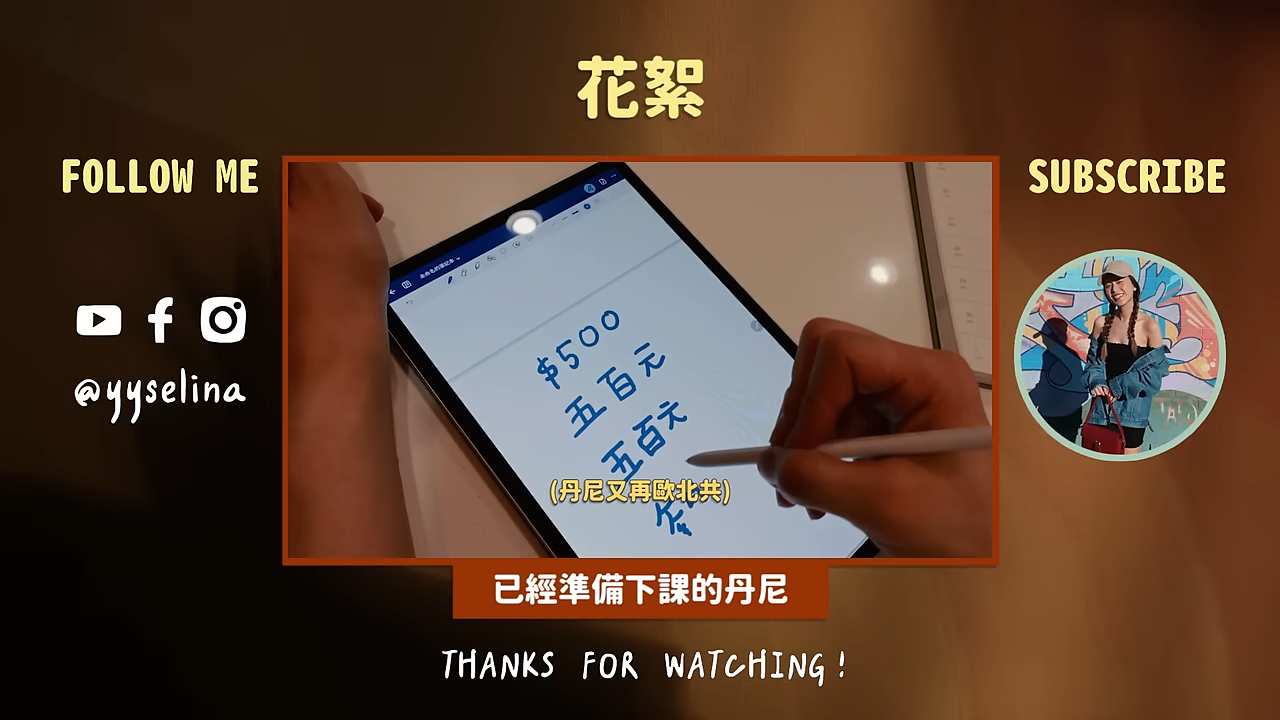 花絮
FOLLOW ME
SUBSCRIBE
@yyselina
$500
五百元
五百元
(丹尼又再歐北共)
已經準備下課的丹尼
THANKS FOR WATCHING!